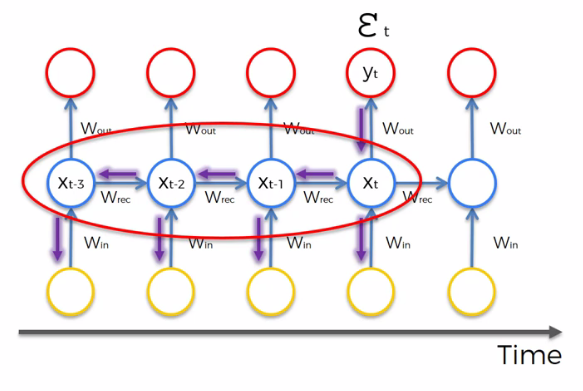 ε t
yt
Wout Wout Wout Wout Wout
xt-3 xt-2 xt-1 xt
Wrec Wrec Wrec Wrec
Win Win Win Win Win
Time